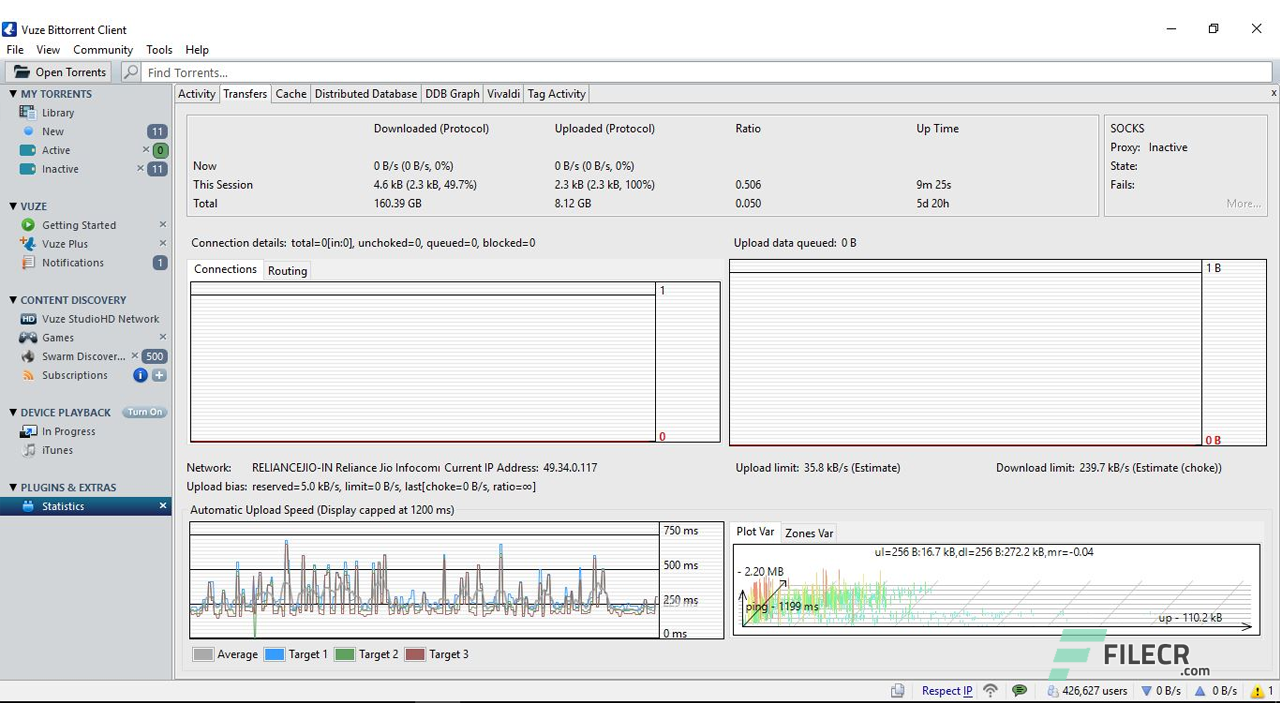 Vuze Bittorrent Client
File View Community Tools Help
Open Torrents Find Torrents...
MY TORRENTS
Library
New 11
Active × 0
Inactive × 11
VUZE
Getting Started ×
Vuze Plus ×
Notifications 1
CONTENT DISCOVERY
HD Vuze StudioHD Network
Games ×
Swarm Discover... × 500
Subscriptions i +
DEVICE PLAYBACK Turn On
In Progress
iTunes
PLUGINS & EXTRAS
Statistics ×
Activity Transfers Cache Distributed Database DDB Graph Vivaldi Tag Activity x
Downloaded (Protocol) Uploaded (Protocol) Ratio Up Time
Now 0 B/s (0 B/s, 0%) 0 B/s (0 B/s, 0%)
This Session 4.6 kB (2.3 kB, 49.7%) 2.3 kB (2.3 kB, 100%) 0.506 9m 25s
Total 160.39 GB 8.12 GB 0.050 5d 20h
SOCKS
Proxy: Inactive
State:
Fails:
More...
Connection details: total=0[in:0], unchoked=0, queued=0, blocked=0
Upload data queued: 0 B
Connections Routing
1
0
1 B
0 B
Network: RELIANCEJIO-IN Reliance Jio Infocomi Current IP Address: 49.34.0.117
Upload limit: 35.8 kB/s (Estimate) Download limit: 239.7 kB/s (Estimate (choke))
Upload bias: reserved=5.0 kB/s, limit=0 B/s, last[choke=0 B/s, ratio=∞]
Automatic Upload Speed (Display capped at 1200 ms)
750 ms
500 ms
250 ms
0 ms
Average Target 1 Target 2 Target 3
Plot Var Zones Var
ul=256 B:16.7 kB,dl=256 B:272.2 kB,mr=-0.04
- 2.20 MB
ping - 1199 ms
up - 110.2 kB
FILECR
.com
Respect IP 426,627 users 0 B/s 0 B/s 1